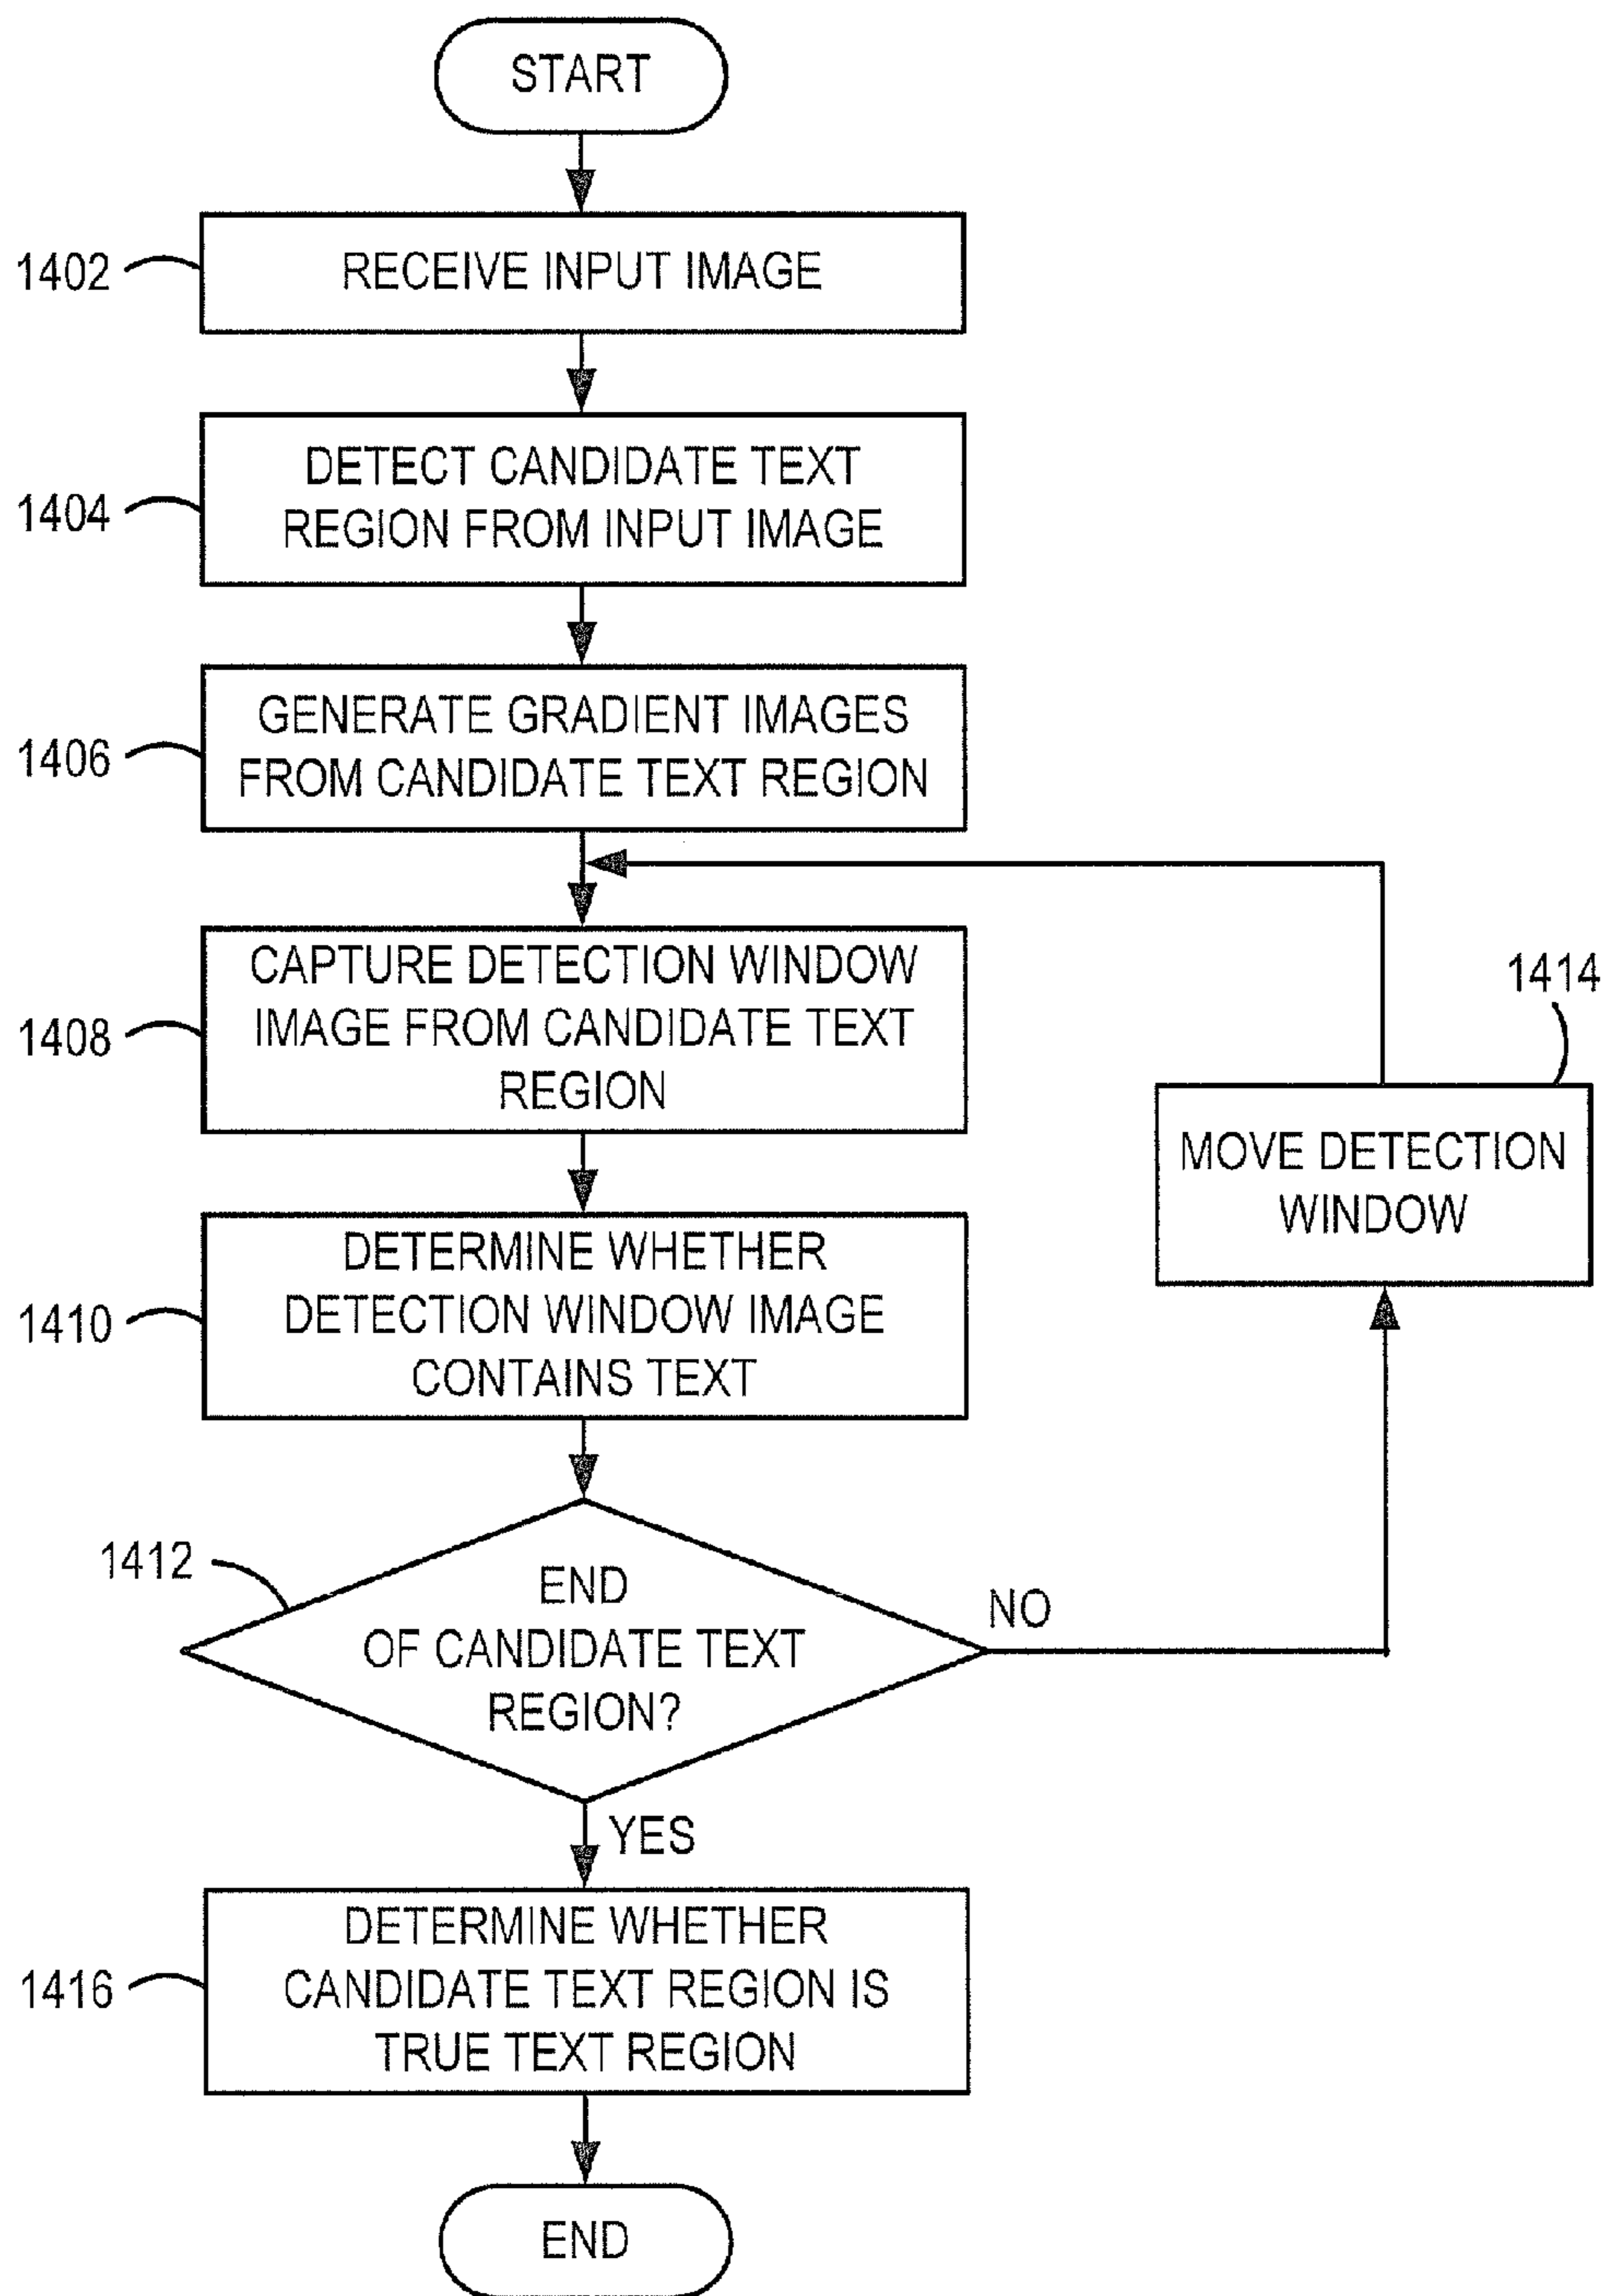 START
1402
RECEIVE INPUT IMAGE
1404
DETECT CANDIDATE TEXT
REGION FROM INPUT IMAGE
1406
GENERATE GRADIENT IMAGES
FROM CANDIDATE TEXT REGION
1408
CAPTURE DETECTION WINDOW
IMAGE FROM CANDIDATE TEXT
REGION
1414
MOVE DETECTION
WINDOW
1410
DETERMINE WHETHER
DETECTION WINDOW IMAGE
CONTAINS TEXT
1412
END
OF CANDIDATE TEXT
REGION?
NO
YES
1416
DETERMINE WHETHER
CANDIDATE TEXT REGION IS
TRUE TEXT REGION
END